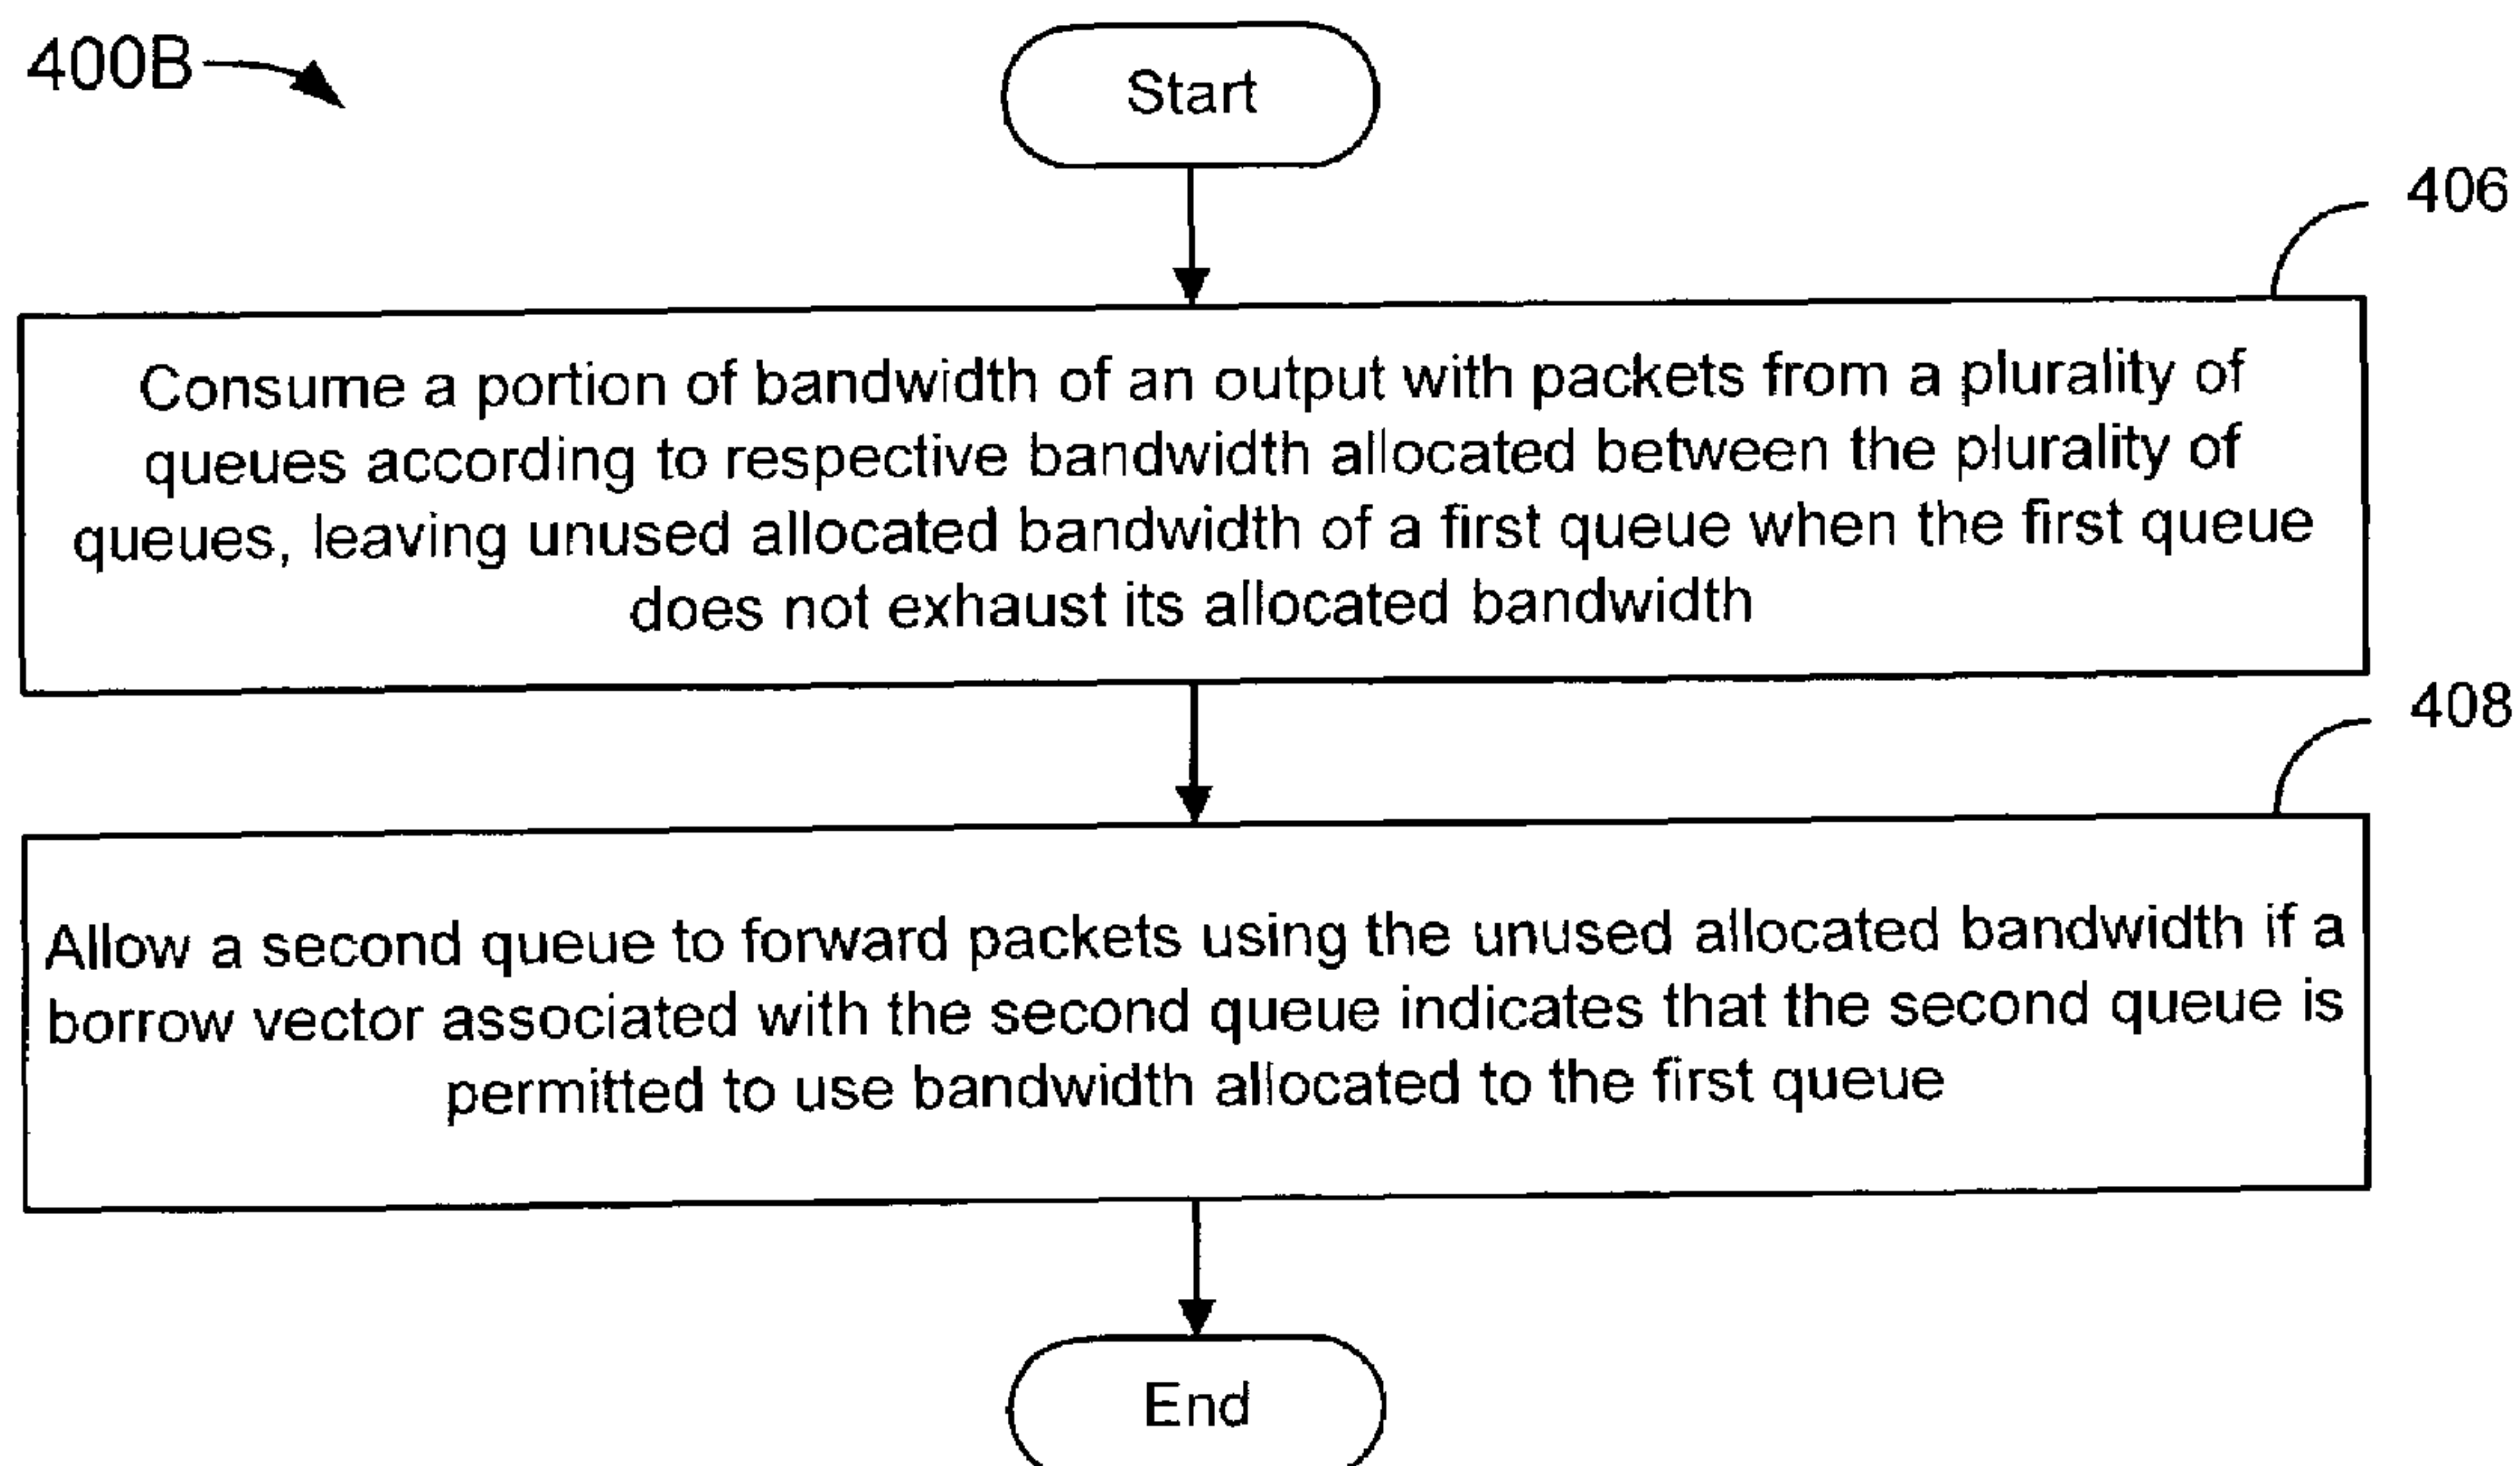 400B
Start
406
Consume a portion of bandwidth of an output with packets from a plurality of
queues according to respective bandwidth allocated between the plurality of
queues, leaving unused allocated bandwidth of a first queue when the first queue
does not exhaust its allocated bandwidth
408
Allow a second queue to forward packets using the unused allocated bandwidth if a
borrow vector associated with the second queue indicates that the second queue is
permitted to use bandwidth allocated to the first queue
End